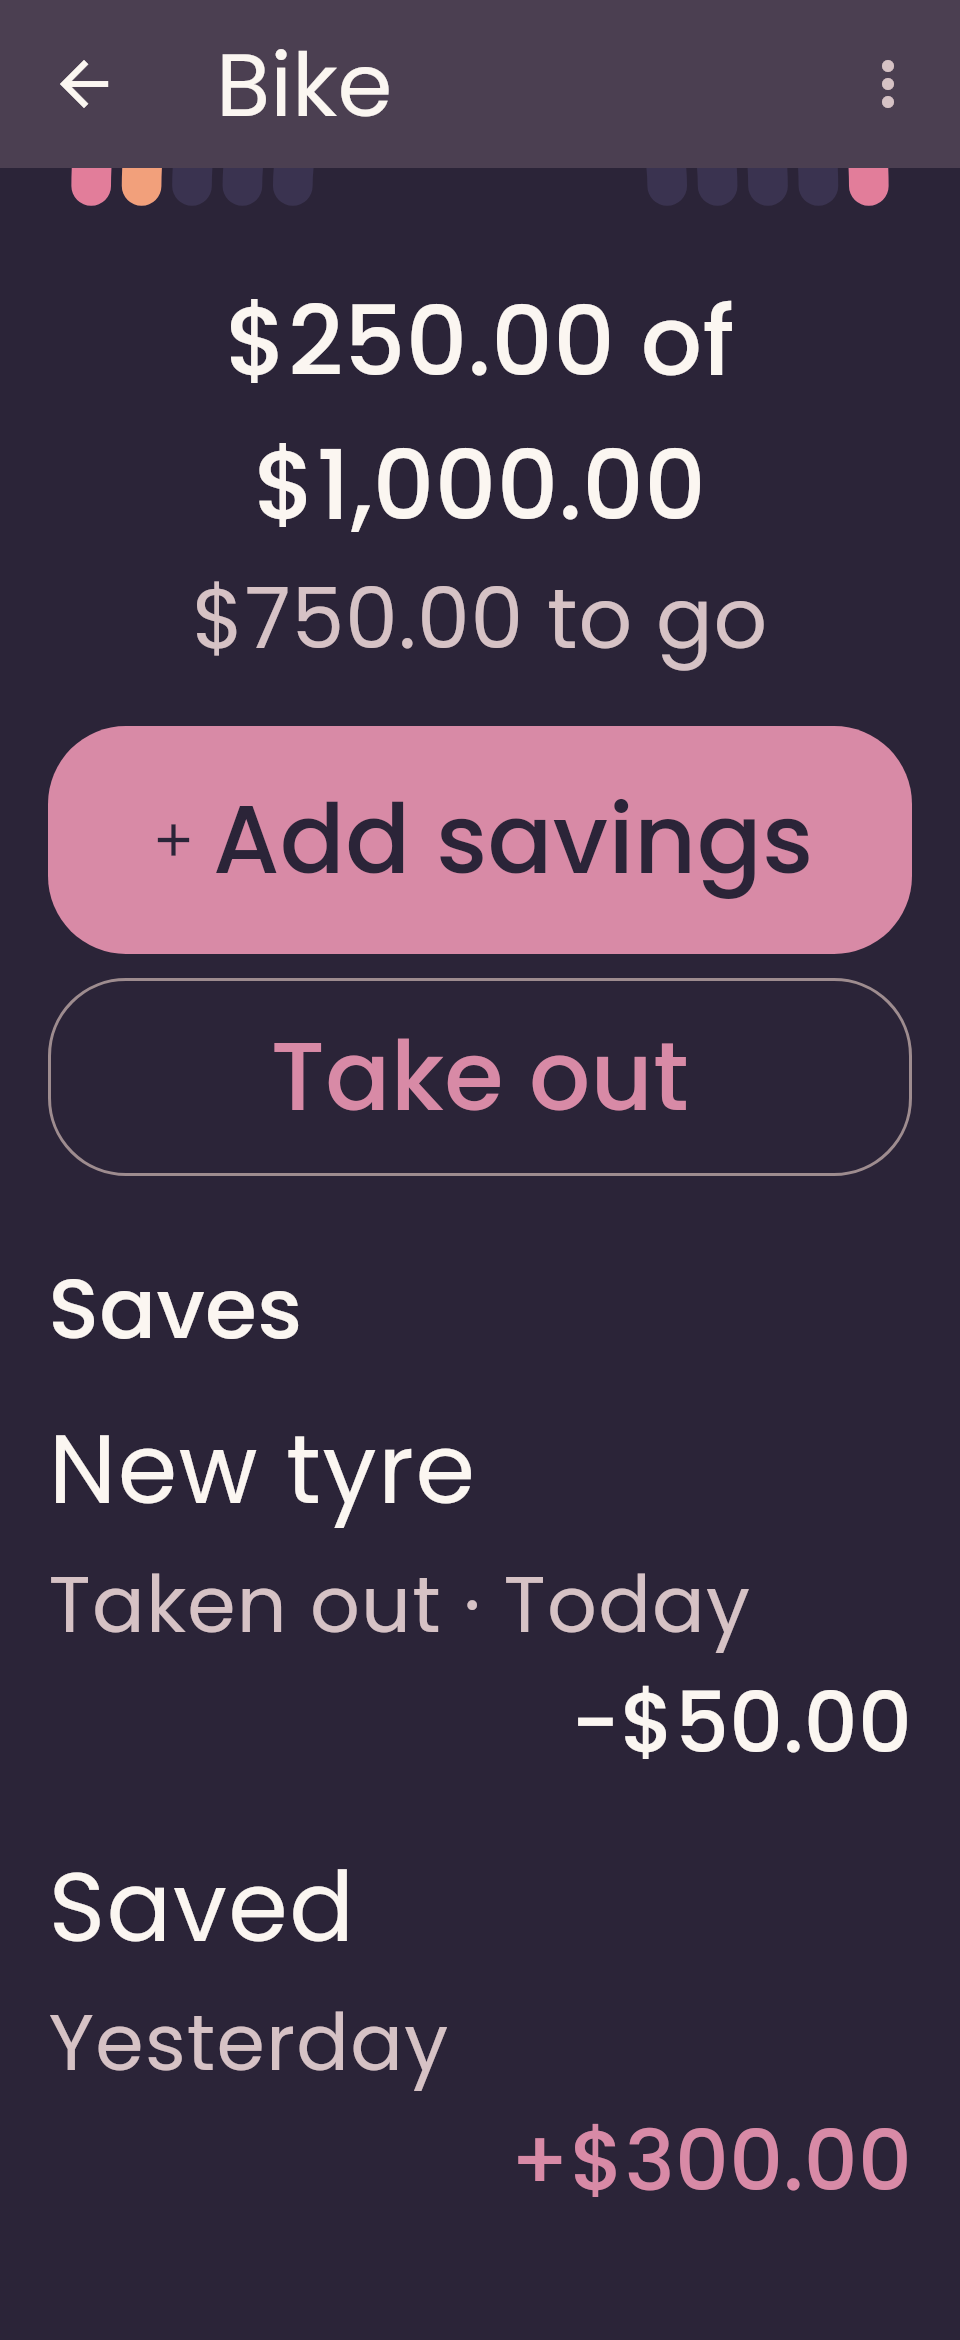 Bike
$250.00 of
$1,000.00
$750.00 to go
+ Add savings
Take out
Saves
New tyre
Taken out · Today
-$50.00
Saved
Yesterday
+$300.00